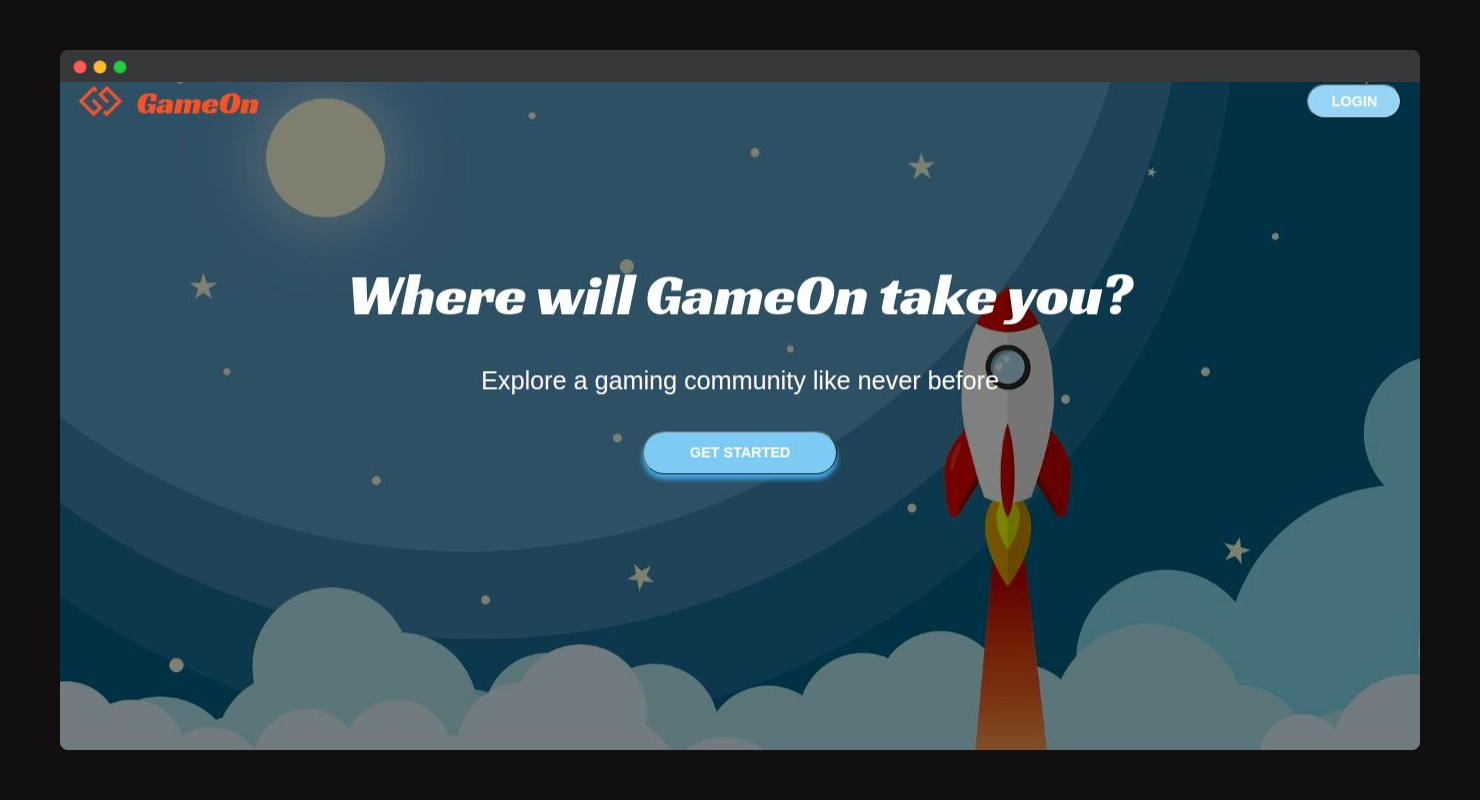 GameOn
LOGIN
Where will GameOn take you?
Explore a gaming community like never before
GET STARTED